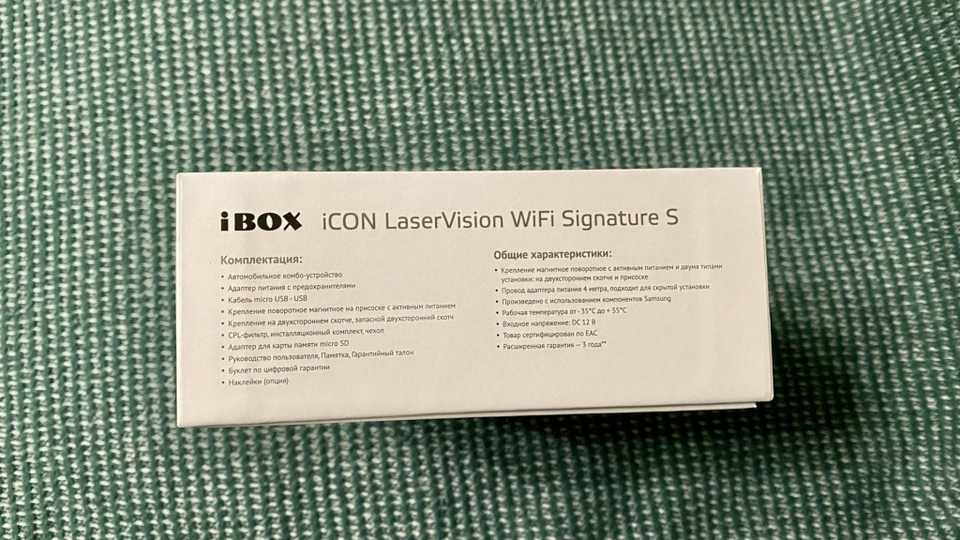 iBOX iCON LaserVision WiFi Signature S
Комплектация:
• Автомобильное комбо-устройство
• Адаптер питания с предохранителями
• Кабель micro USB - USB
• Крепление поворотное магнитное на присоске с активным питанием
• Крепление на двухстороннем скотче, запасной двухсторонний скотч
• CPL-фильтр, инсталляционный комплект, чехол
• Адаптер для карты памяти micro SD
• Руководство пользователя, Памятка, Гарантийный талон
• Буклет по цифровой гарантии
• Наклейки (опция)
Общие характеристики:
• Крепление магнитное поворотное с активным питанием и двумя типами
установки: на двухстороннем скотче и присоске
• Провод адаптера питания 4 метра, подходит для скрытой установки
• Произведено с использованием компонентов Samsung
• Рабочая температура от - 35°C до + 55°C
• Входное напряжение: DC 12 В
• Товар сертифицирован по ЕАС
• Расширенная гарантия — 3 года**